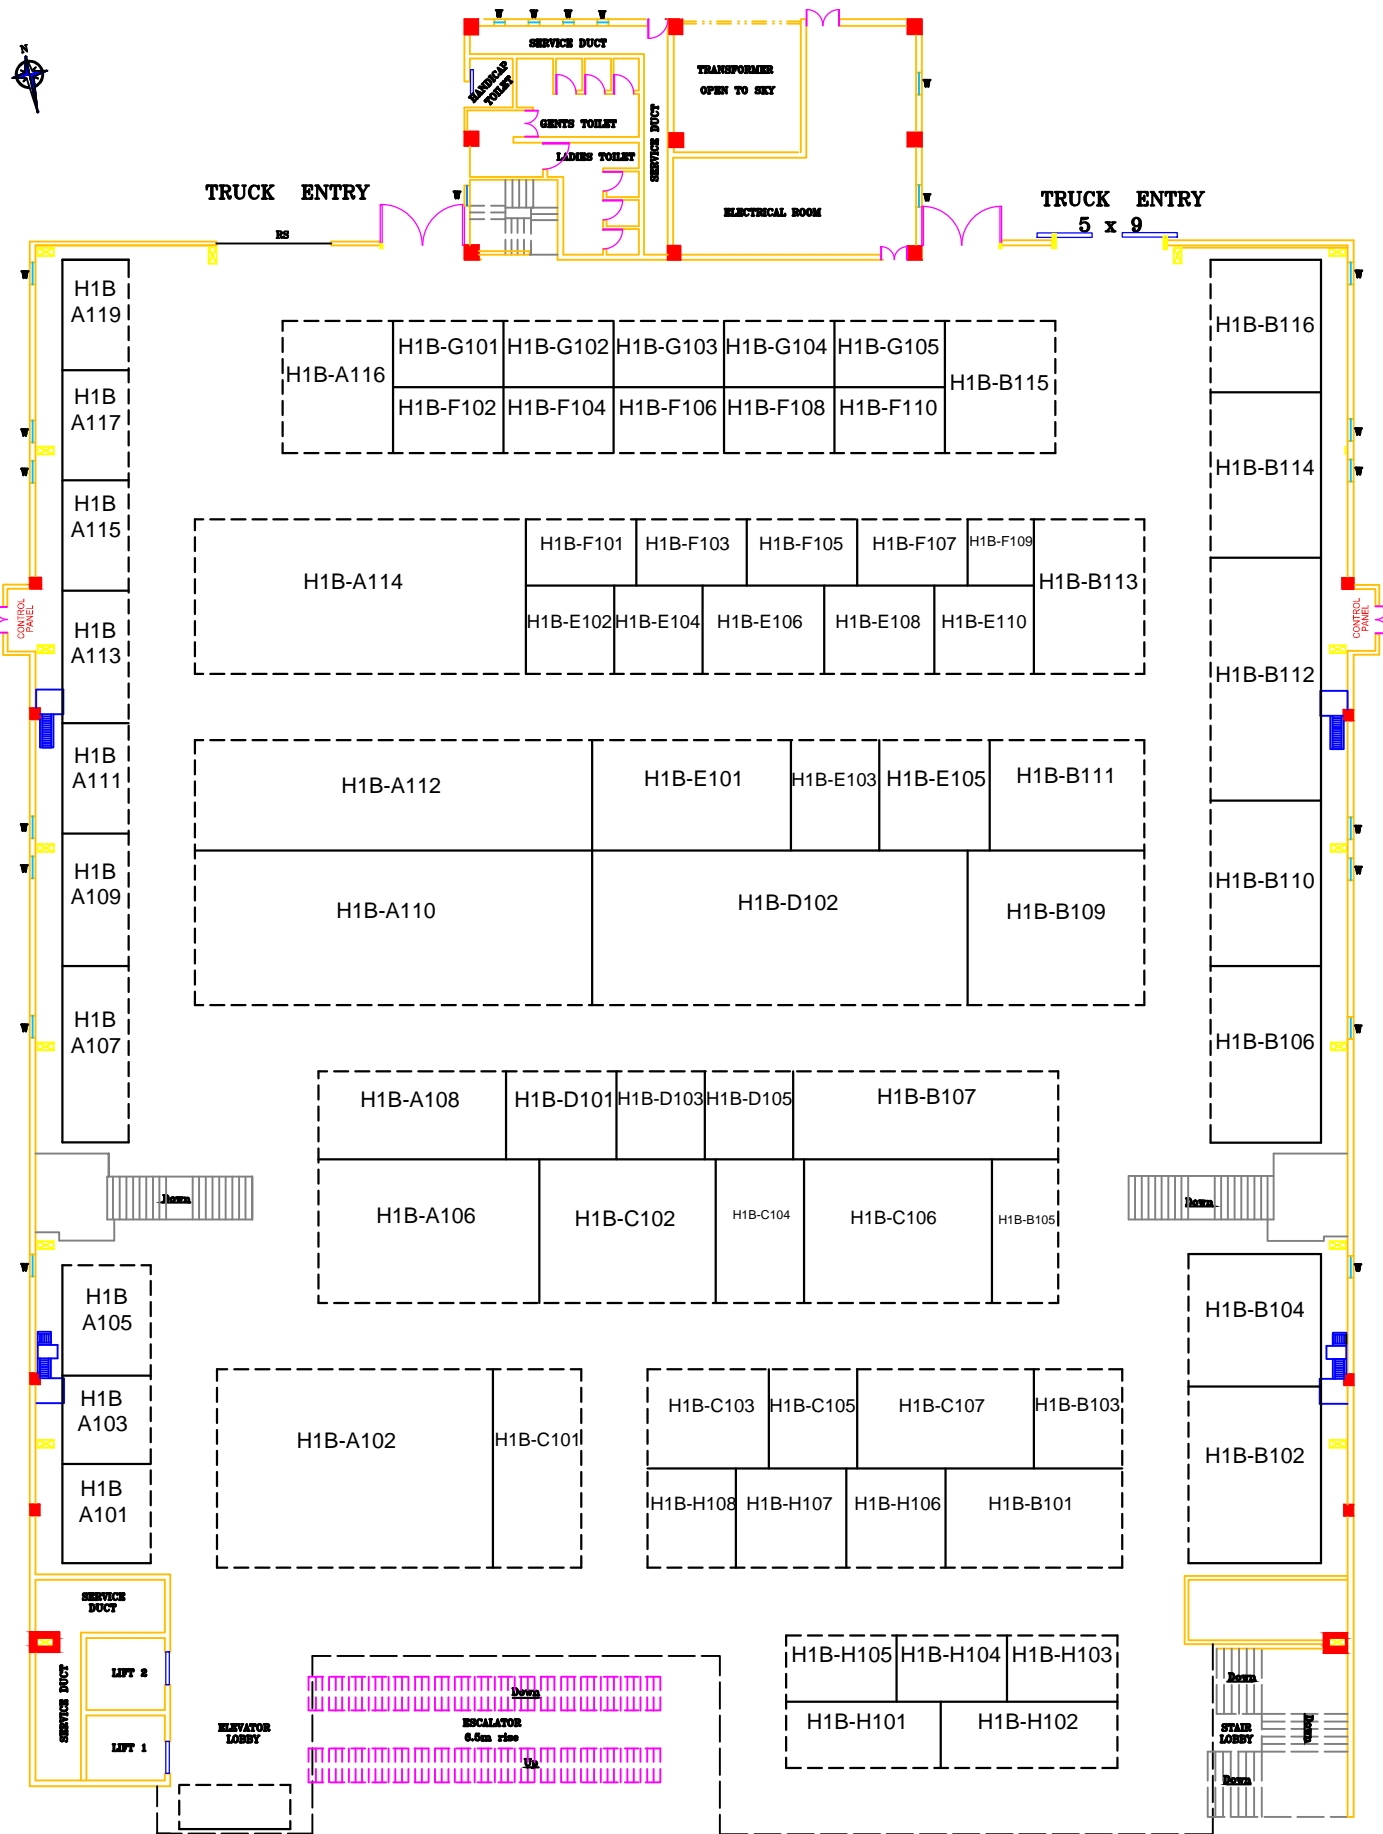 N
W W W W
SERVICE DUCT
HANDICAP
TOILET
TRANSFORMER
OPEN TO SKY
W
GENTS TOILET
SERVICE DUCT
LADIES TOILET
TRUCK ENTRY
W
W
TRUCK ENTRY
5 x 9
ELECTRICAL ROOM
RS
W
W
H1B
A119
H1B-B116
H1B-A116
H1B-G101
H1B-G102
H1B-G103
H1B-G104
H1B-G105
H1B-B115
H1B-F102
H1B-F104
H1B-F106
H1B-F108
H1B-F110
H1B
A117
W
W
H1B-B114
W
W
H1B
A115
H1B-A114
H1B-F101
H1B-F103
H1B-F105
H1B-F107
H1B-F109
H1B-B113
H1B-E102
H1B-E104
H1B-E106
H1B-E108
H1B-E110
CONTROL
PANEL
CONTROL
PANEL
H1B
A113
H1B-B112
H1B
A111
H1B-A112
H1B-E101
H1B-E103
H1B-E105
H1B-B111
W
W
H1B
A109
W
W
H1B-B110
H1B-A110
H1B-D102
H1B-B109
H1B
A107
W
W
H1B-B106
H1B-A108
H1B-D101
H1B-D103
H1B-D105
H1B-B107
Down
Down
H1B-A106
H1B-C102
H1B-C104
H1B-C106
H1B-B105
W
W
H1B
A105
H1B-B104
H1B
A103
H1B-A102
H1B-C101
H1B-C103
H1B-C105
H1B-C107
H1B-B103
H1B-B102
H1B
A101
H1B-H108
H1B-H107
H1B-H106
H1B-B101
SERVICE
DUCT
SERVICE DUCT
LIFT 2
LIFT 1
ELEVATOR
LOBBY
Down
ESCALATOR
6.5m rise
Up
H1B-H105
H1B-H104
H1B-H103
H1B-H101
H1B-H102
Down
STAIR
LOBBY
Down
Down